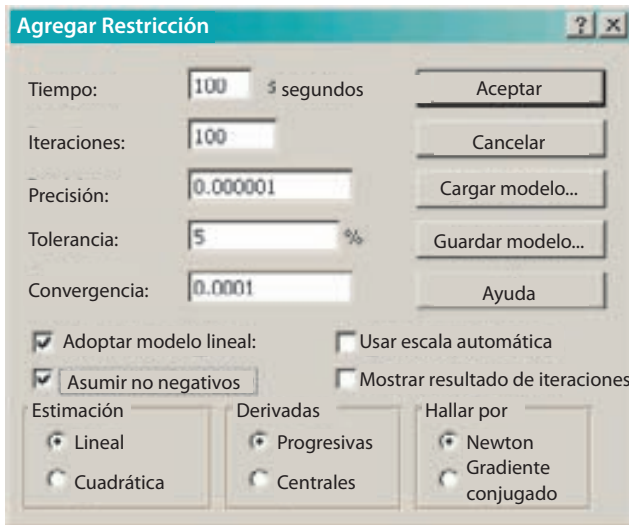 Agregar Restricción
Tiempo: 100 s segundos Aceptar
Iteraciones: 100 Cancelar
Precisión: 0.000001 Cargar modelo...
Tolerancia: 5 % Guardar modelo...
Convergencia: 0.0001 Ayuda
Adoptar modelo lineal: Usar escala automática
Asumir no negativos Mostrar resultado de iteraciones
Estimación Derivadas Hallar por
Lineal Progresivas Newton
Cuadrática Centrales Gradiente
conjugado